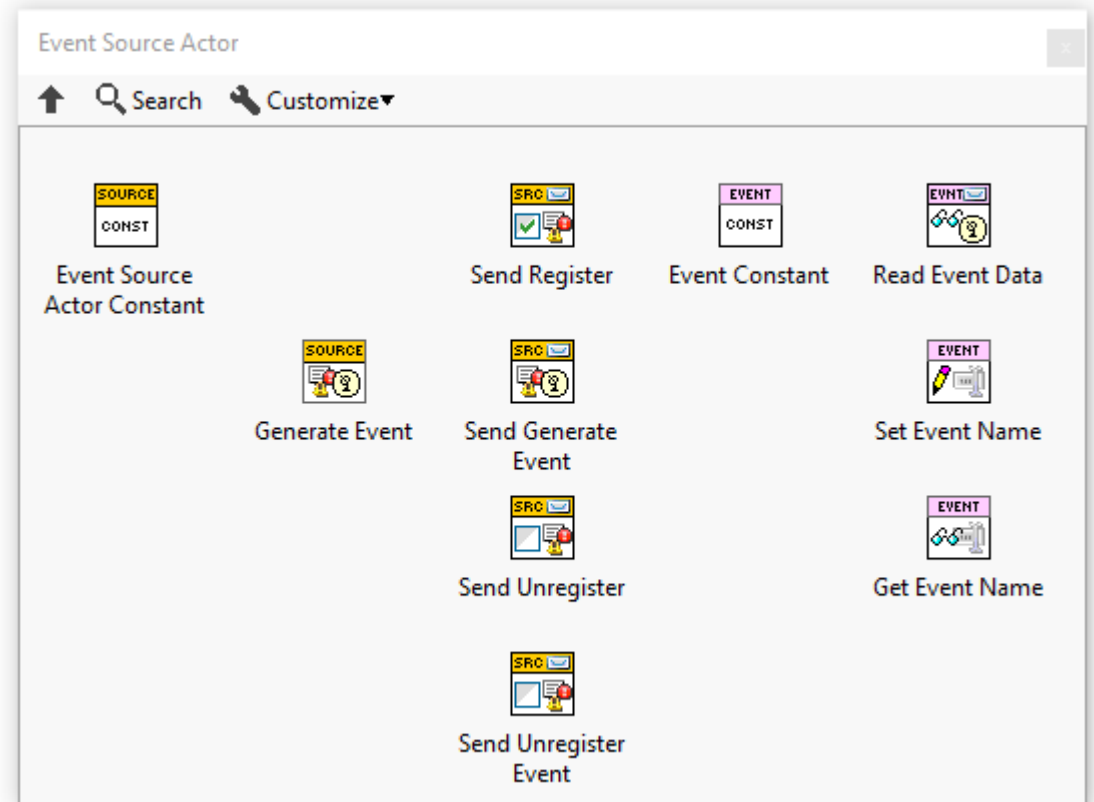 Event Source Actor
x
Search
Customize
SOURCE
CONST
Event Source
Actor Constant
SRC
Send Register
EVENT
CONST
Event Constant
EVNT
Read Event Data
SOURCE
Generate Event
SRC
Send Generate
Event
EVENT
Set Event Name
SRC
Send Unregister
EVENT
Get Event Name
SRC
Send Unregister
Event